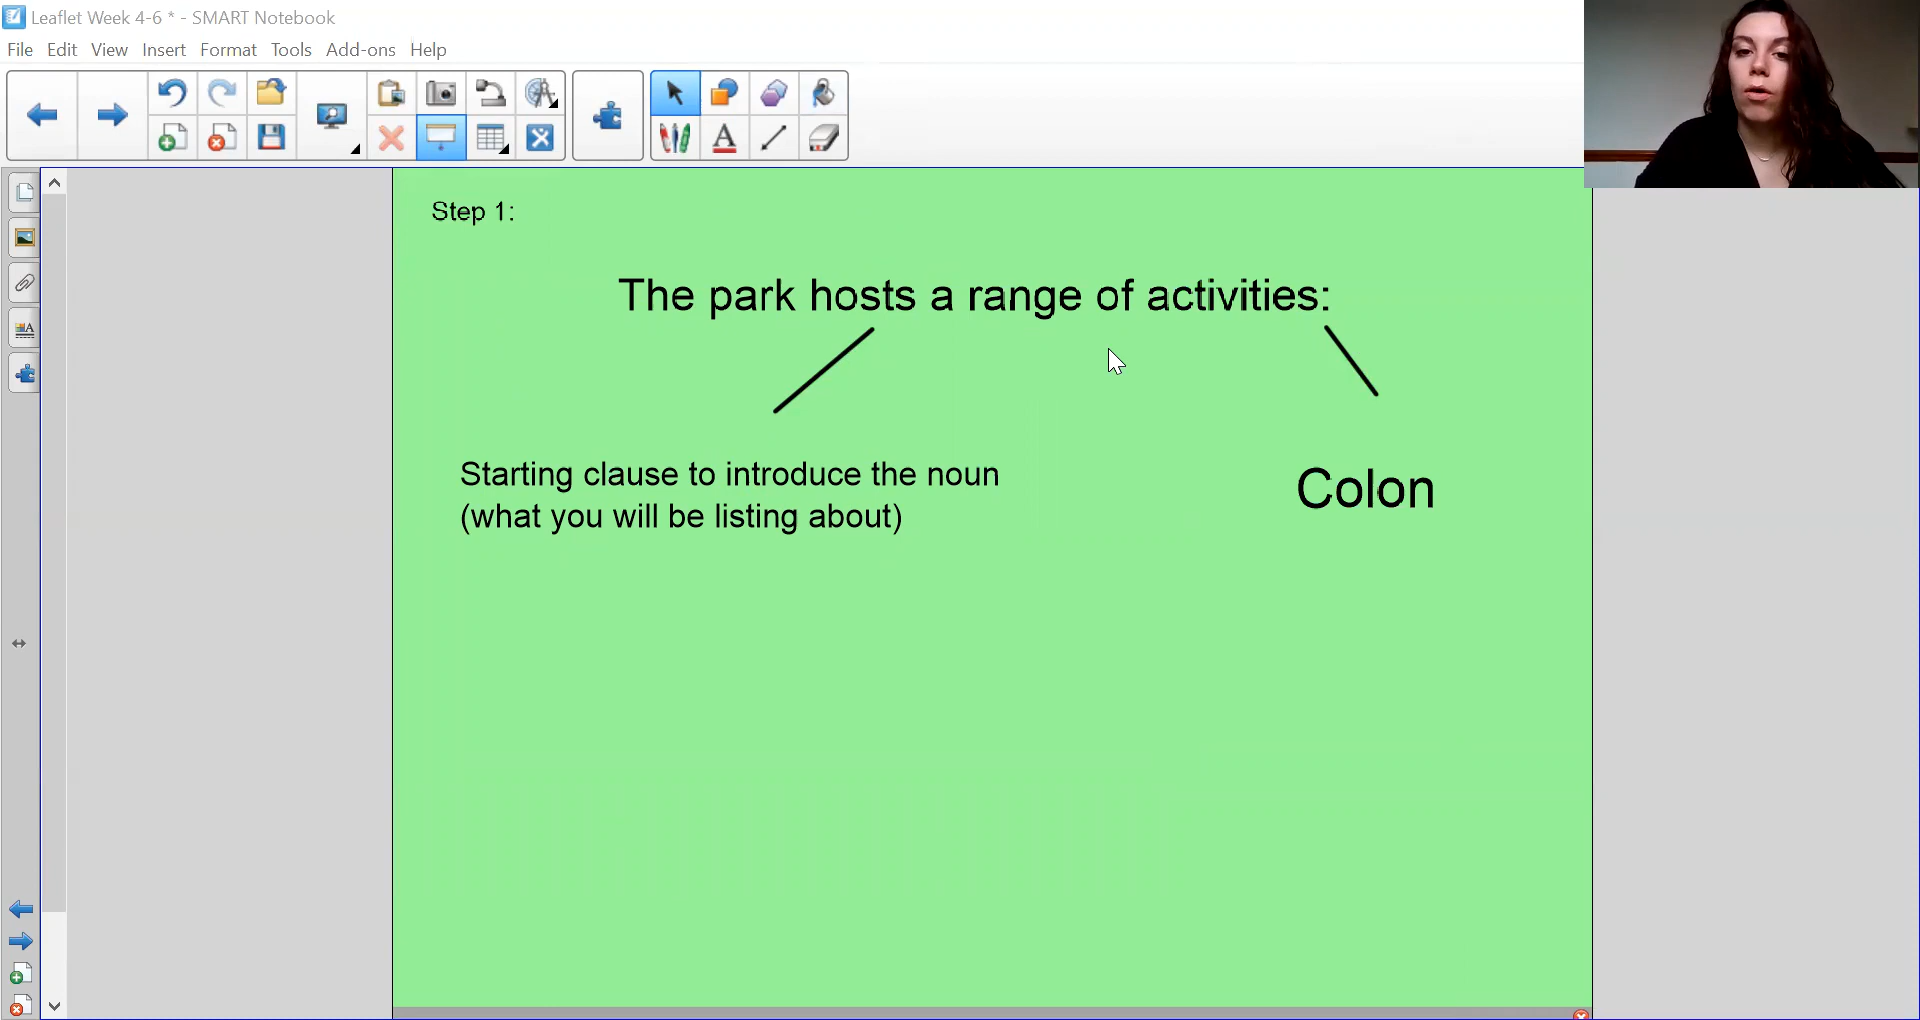 Leaflet Week 4-6 * - SMART Notebook
File Edit View Insert Format Tools Add-ons Help
Step 1:
The park hosts a range of activities:
Starting clause to introduce the noun
(what you will be listing about)
Colon